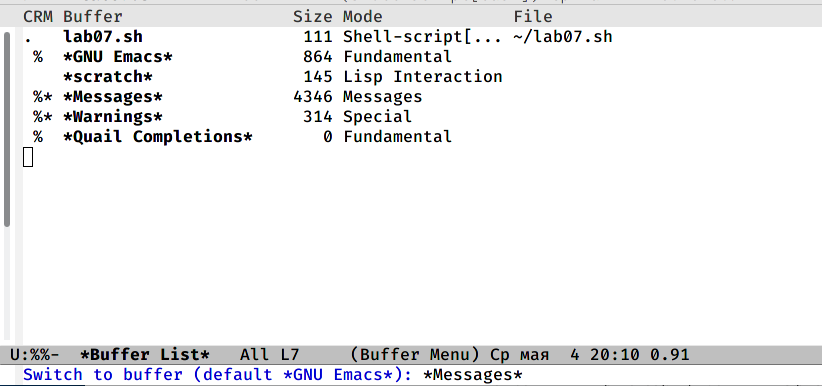 CRM Buffer Size Mode File
. lab07.sh 111 Shell-script[... ~/lab07.sh
% *GNU Emacs* 864 Fundamental
*scratch* 145 Lisp Interaction
%* *Messages* 4346 Messages
%* *Warnings* 314 Special
% *Quail Completions* 0 Fundamental
U:%%- *Buffer List* All L7 (Buffer Menu) Ср мая 4 20:10 0.91
Switch to buffer (default *GNU Emacs*): *Messages*